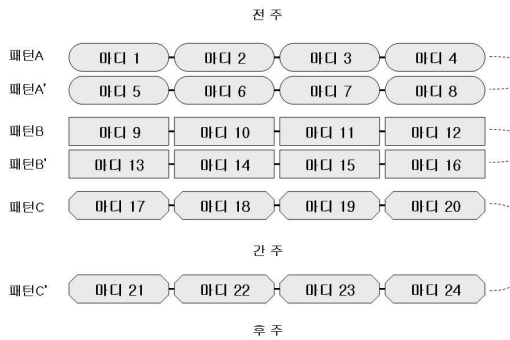 전 주
패턴A 마디 1 마디 2 마디 3 마디 4
패턴A' 마디 5 마디 6 마디 7 마디 8
패턴B 마디 9 마디 10 마디 11 마디 12
패턴B' 마디 13 마디 14 마디 15 마디 16
패턴C 마디 17 마디 18 마디 19 마디 20
간 주
패턴C' 마디 21 마디 22 마디 23 마디 24
후 주